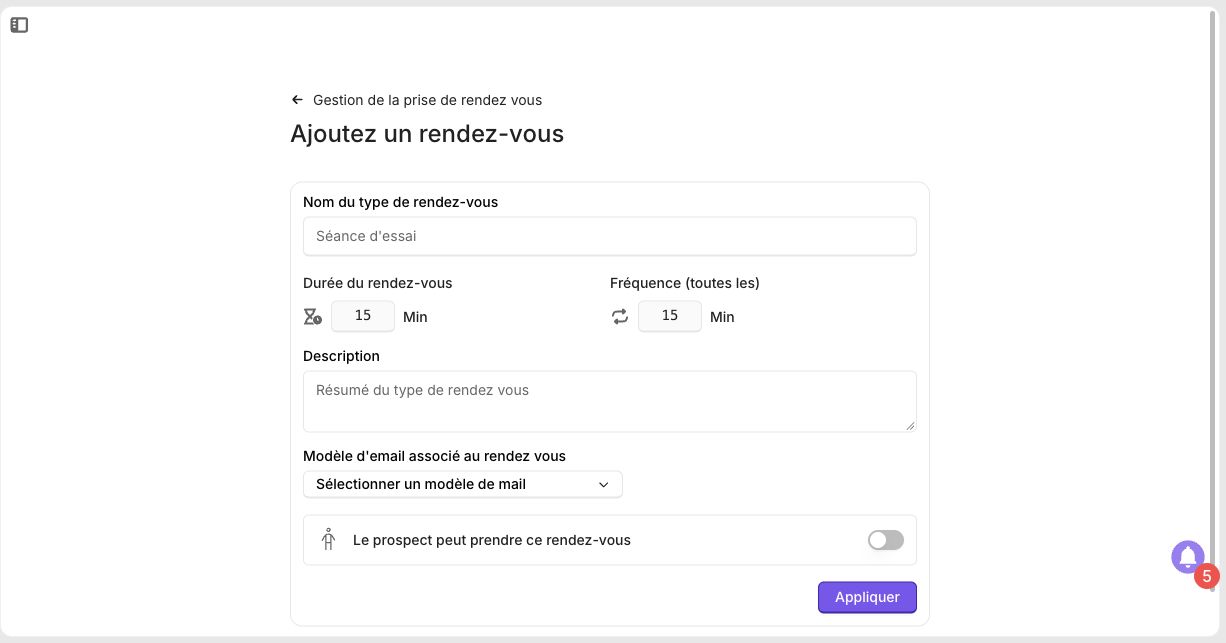 Gestion de la prise de rendez vous
Ajoutez un rendez-vous
Nom du type de rendez-vous
Séance d'essai
Durée du rendez-vous
Fréquence (toutes les)
15 Min
15 Min
Description
Résumé du type de rendez vous
Modèle d'email associé au rendez vous
Sélectionner un modèle de mail
Le prospect peut prendre ce rendez-vous
5
Appliquer